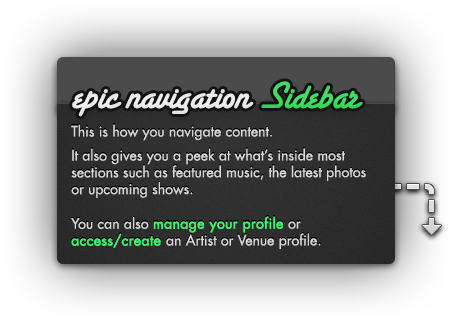 epic navigation Sidebar
This is how you navigate content.
It also gives you a peek at what's inside most
sections such as featured music, the latest photos
or upcoming shows.
You can also manage your profile or
access/create an Artist or Venue profile.